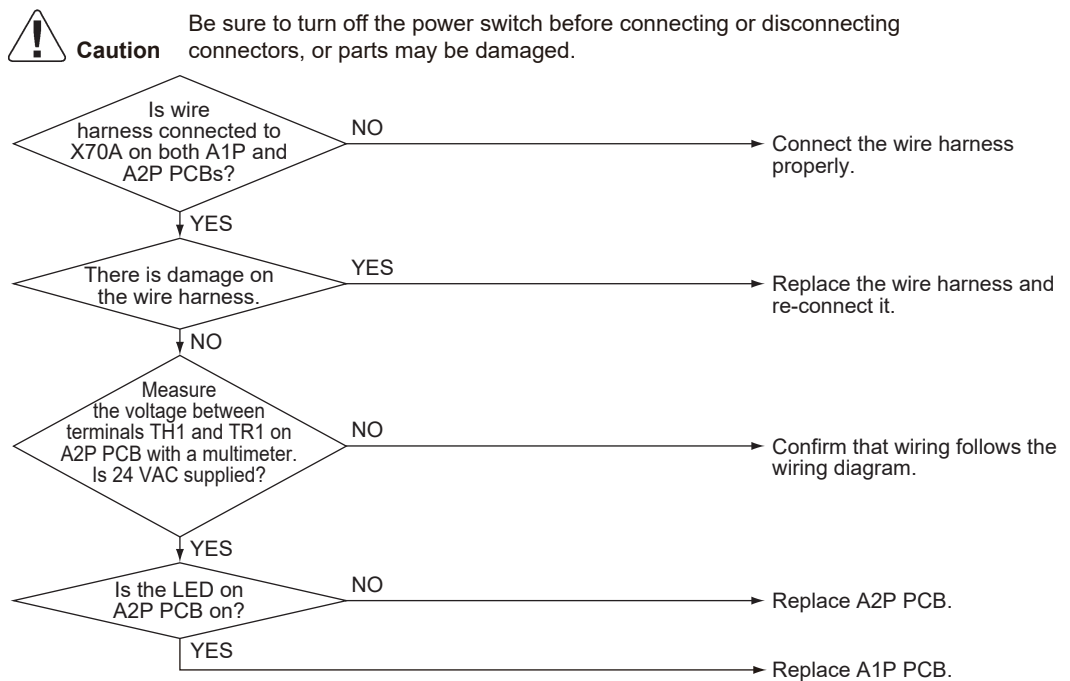 Be sure to turn off the power switch before connecting or disconnecting
Caution connectors, or parts may be damaged.
Is wire
harness connected to
X70A on both A1P and
A2P PCBs?
NO
Connect the wire harness
properly.
YES
There is damage on
the wire harness.
YES
Replace the wire harness and
re-connect it.
NO
Measure
the voltage between
terminals TH1 and TR1 on
A2P PCB with a multimeter.
Is 24 VAC supplied?
NO
Confirm that wiring follows the
wiring diagram.
YES
Is the LED on
A2P PCB on?
NO
Replace A2P PCB.
YES
Replace A1P PCB.